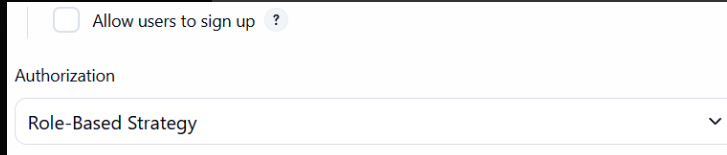 Allow users to sign up ?
Authorization
Role-Based Strategy